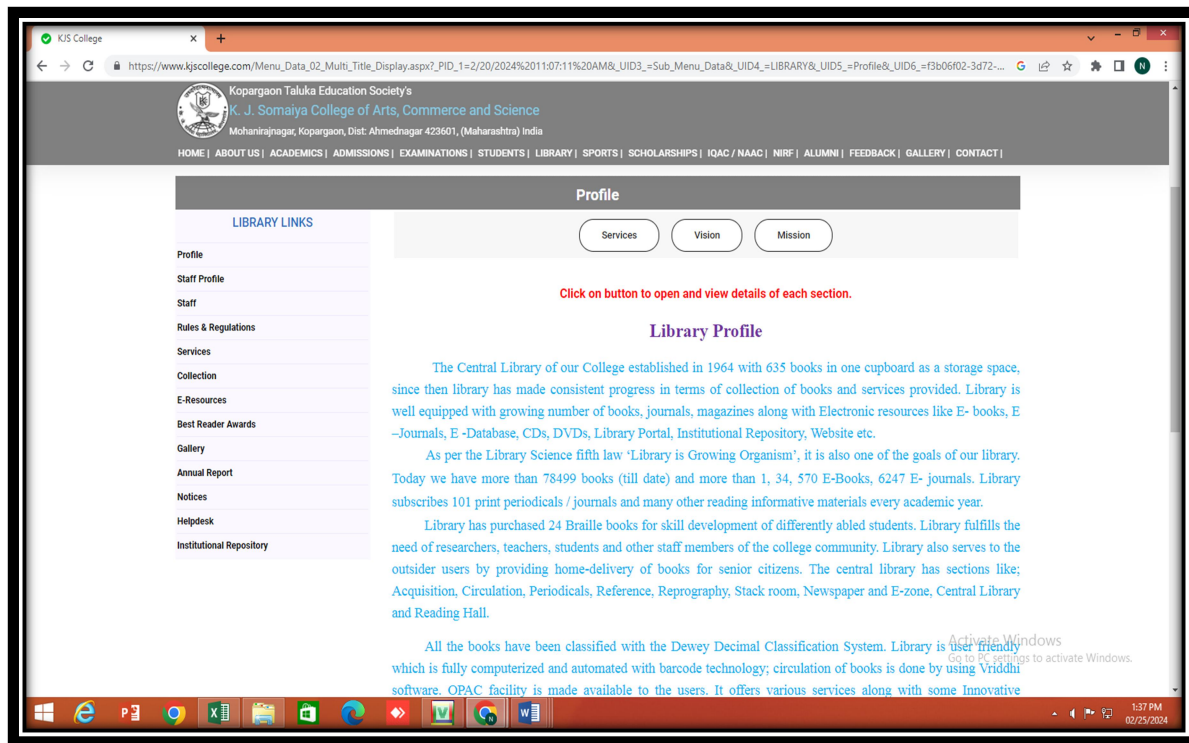 KJS College
https://www.kjscollege.com/Menu_Data_02_Multi_Title_Display.aspx?_PID_1=2/20/2024%2011:07:11%20AM&_UID3_=Sub_Menu_Data&_UID4_=LIBRARY&_UID5_=Profile&_UID6_=f3b06f02-3d72-...
Kopargaon Taluka Education Society's
K. J. Somaiya College of Arts, Commerce and Science
Mohanirajnagar, Kopargaon, Dist: Ahmednagar 423601, (Maharashtra) India
HOME | ABOUT US | ACADEMICS | ADMISSIONS | EXAMINATIONS | STUDENTS | LIBRARY | SPORTS | SCHOLARSHIPS | IQAC / NAAC | NIRF | ALUMNI | FEEDBACK | GALLERY | CONTACT |
Profile
LIBRARY LINKS
Profile
Staff Profile
Staff
Rules & Regulations
Services
Collection
E-Resources
Best Reader Awards
Gallery
Annual Report
Notices
Helpdesk
Institutional Repository
Services Vision Mission
Click on button to open and view details of each section.
Library Profile
The Central Library of our College established in 1964 with 635 books in one cupboard as a storage space,
since then library has made consistent progress in terms of collection of books and services provided. Library is
well equipped with growing number of books, journals, magazines along with Electronic resources like E- books, E
–Journals, E -Database, CDs, DVDs, Library Portal, Institutional Repository, Website etc.
As per the Library Science fifth law ‘Library is Growing Organism’, it is also one of the goals of our library.
Today we have more than 78499 books (till date) and more than 1, 34, 570 E-Books, 6247 E- journals. Library
subscribes 101 print periodicals / journals and many other reading informative materials every academic year.
Library has purchased 24 Braille books for skill development of differently abled students. Library fulfills the
need of researchers, teachers, students and other staff members of the college community. Library also serves to the
outsider users by providing home-delivery of books for senior citizens. The central library has sections like;
Acquisition, Circulation, Periodicals, Reference, Reprography, Stack room, Newspaper and E-zone, Central Library
and Reading Hall.
All the books have been classified with the Dewey Decimal Classification System. Library is user friendly
which is fully computerized and automated with barcode technology; circulation of books is done by using Vriddhi
software. OPAC facility is made available to the users. It offers various services along with some Innovative
Activate Windows
Go to PC settings to activate Windows.
1:37 PM
02/25/2024